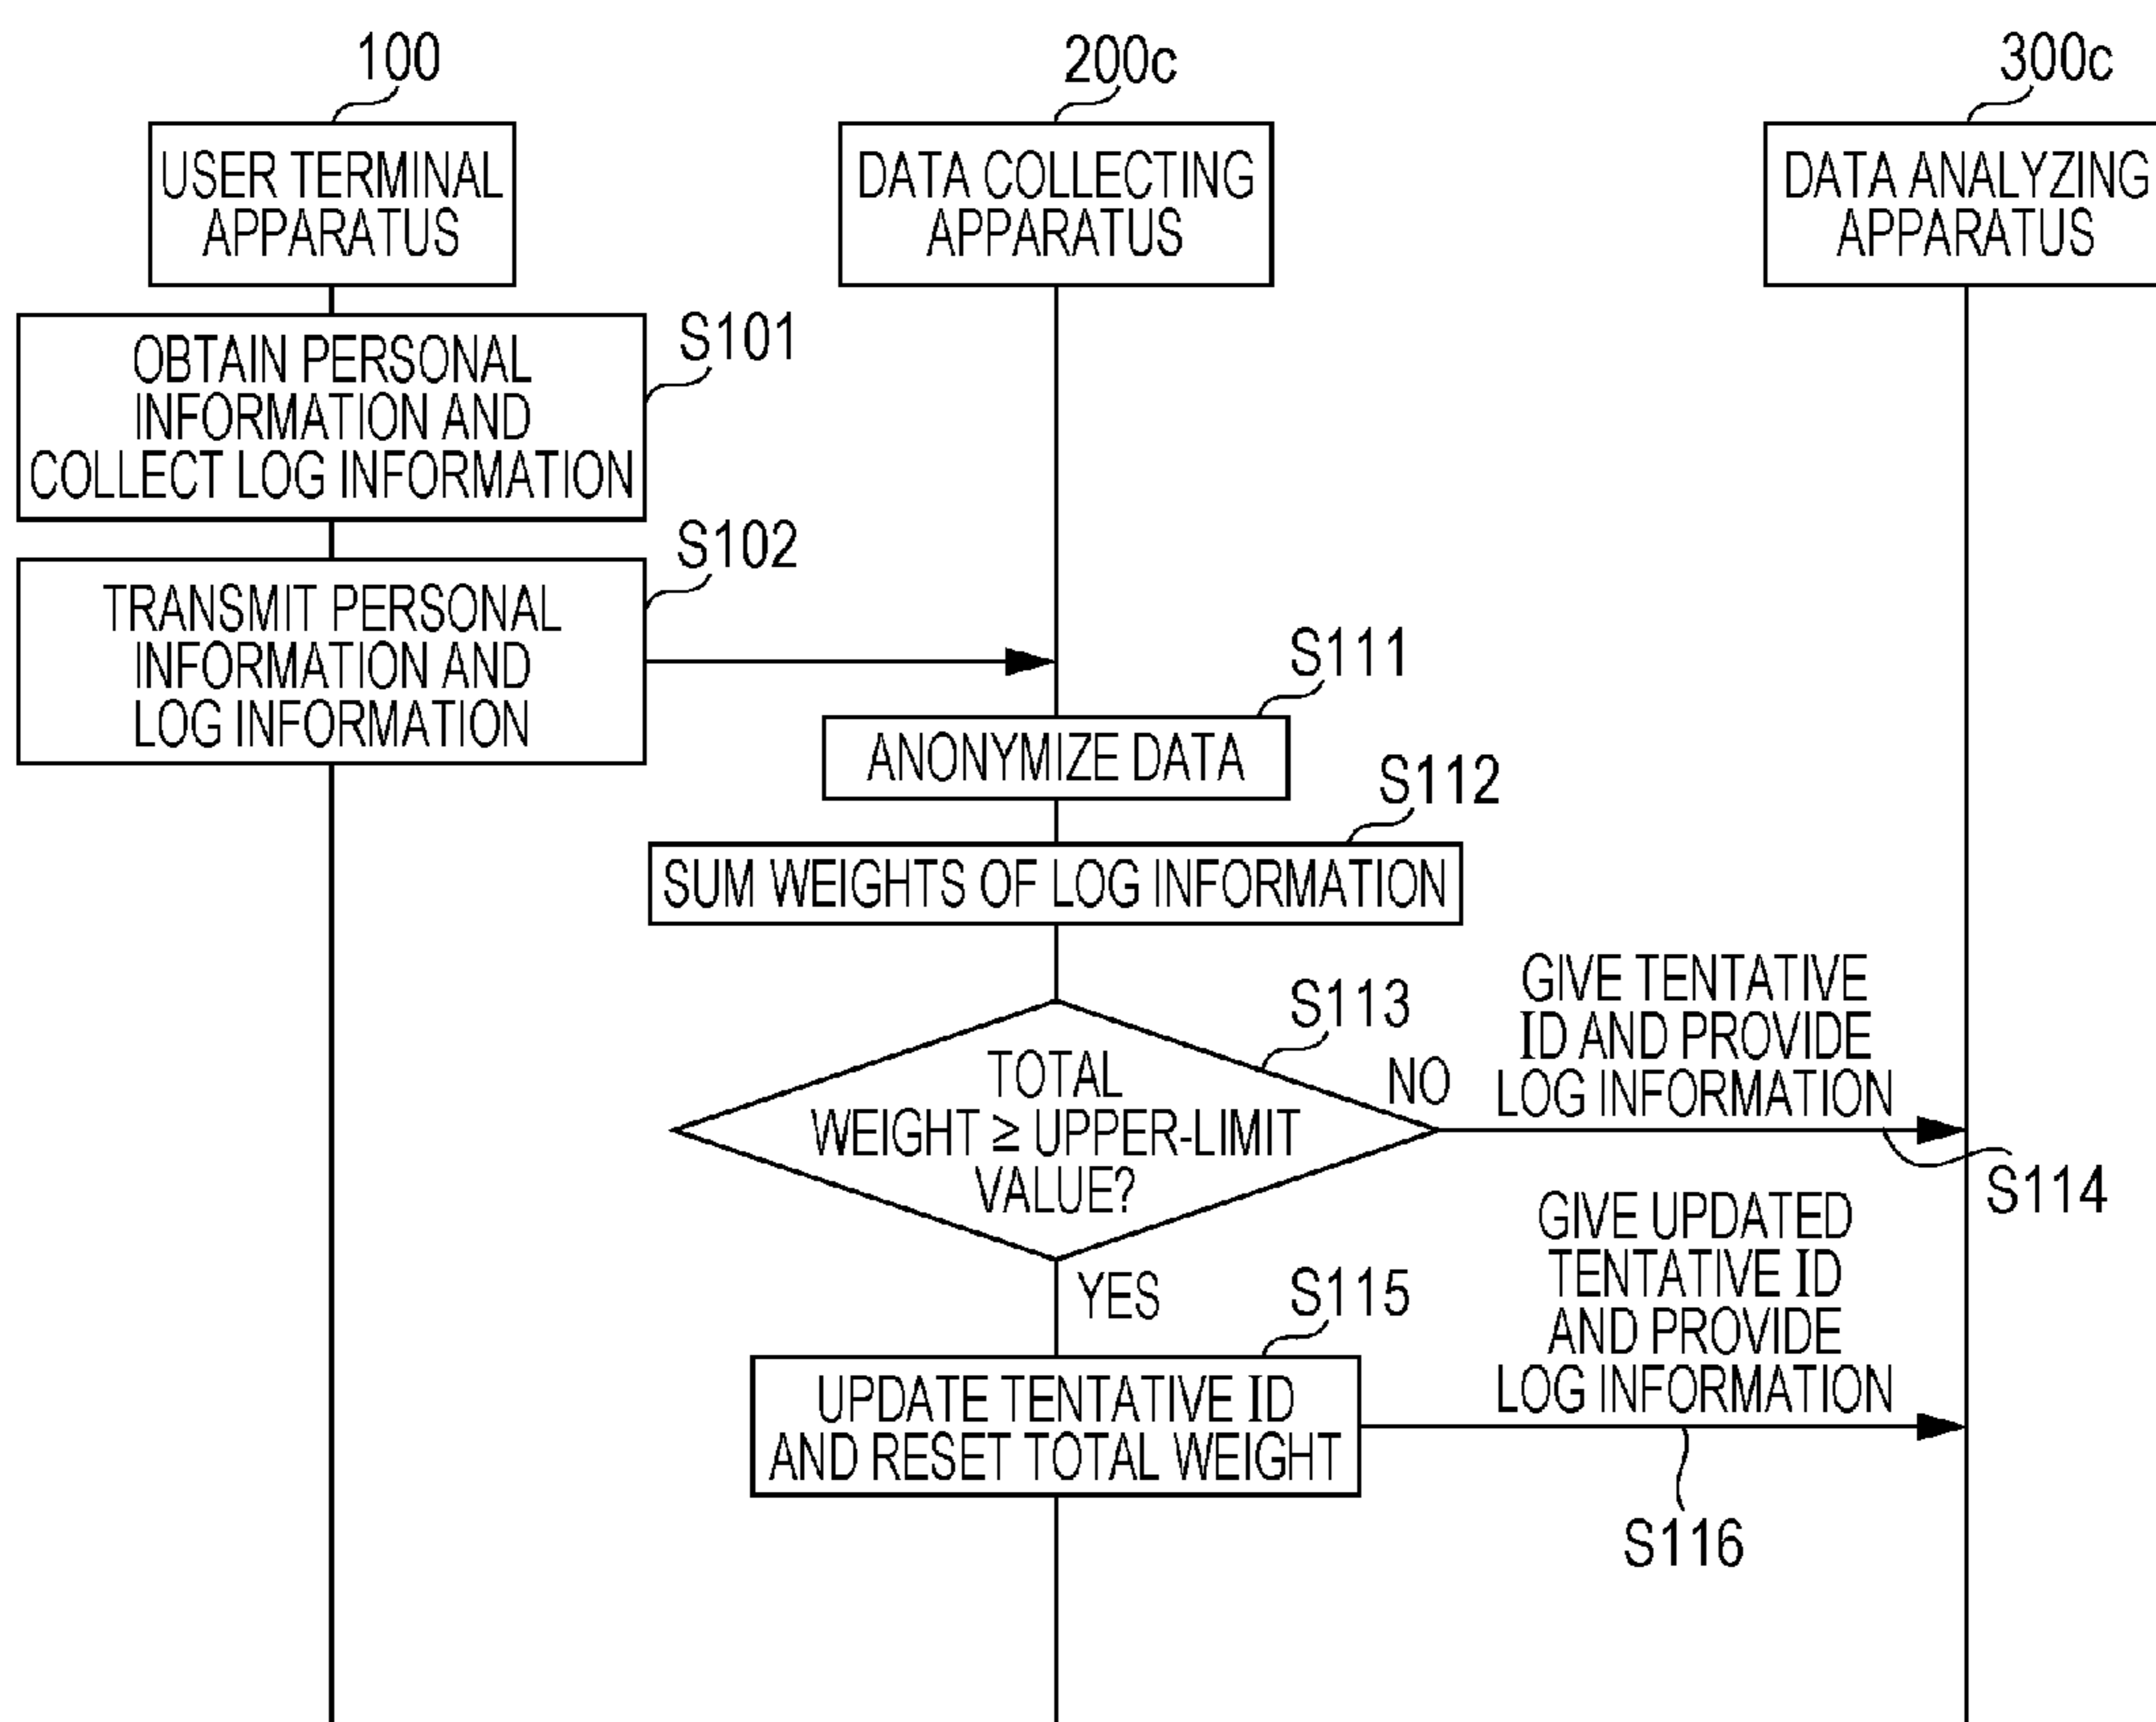 100
200c
300c
USER TERMINAL
APPARATUS
DATA COLLECTING
APPARATUS
DATA ANALYZING
APPARATUS
S101
OBTAIN PERSONAL
INFORMATION AND
COLLECT LOG INFORMATION
S102
TRANSMIT PERSONAL
INFORMATION AND
LOG INFORMATION
S111
ANONYMIZE DATA
S112
SUM WEIGHTS OF LOG INFORMATION
S113
TOTAL
WEIGHT ≥ UPPER-LIMIT
VALUE?
NO
GIVE TENTATIVE
ID AND PROVIDE
LOG INFORMATION
S114
YES
S115
UPDATE TENTATIVE ID
AND RESET TOTAL WEIGHT
GIVE UPDATED
TENTATIVE ID
AND PROVIDE
LOG INFORMATION
S116